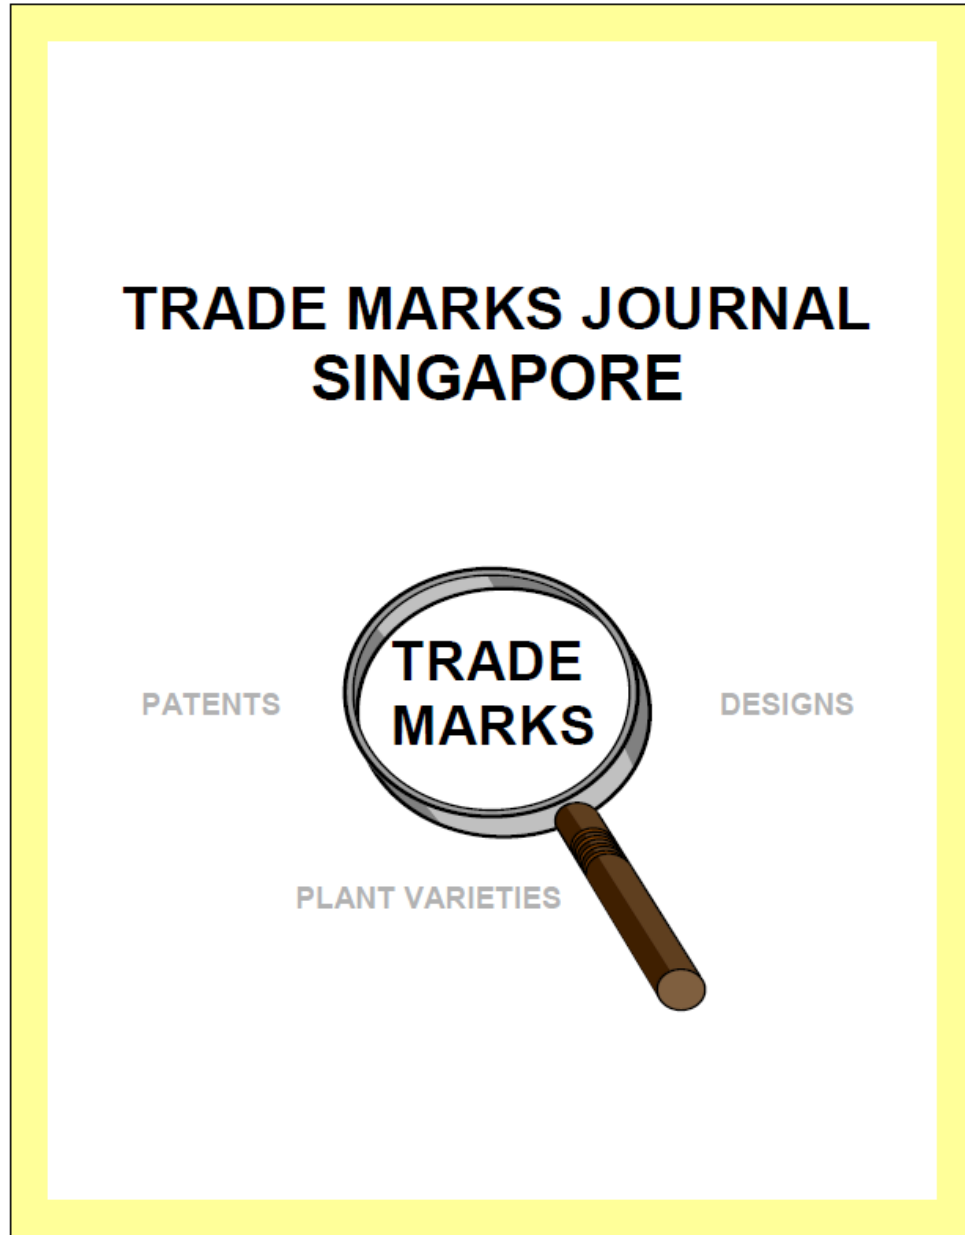 TRADE MARKS JOURNAL
SINGAPORE
TRADE
MARKS
PATENTS
DESIGNS
PLANT VARIETIES